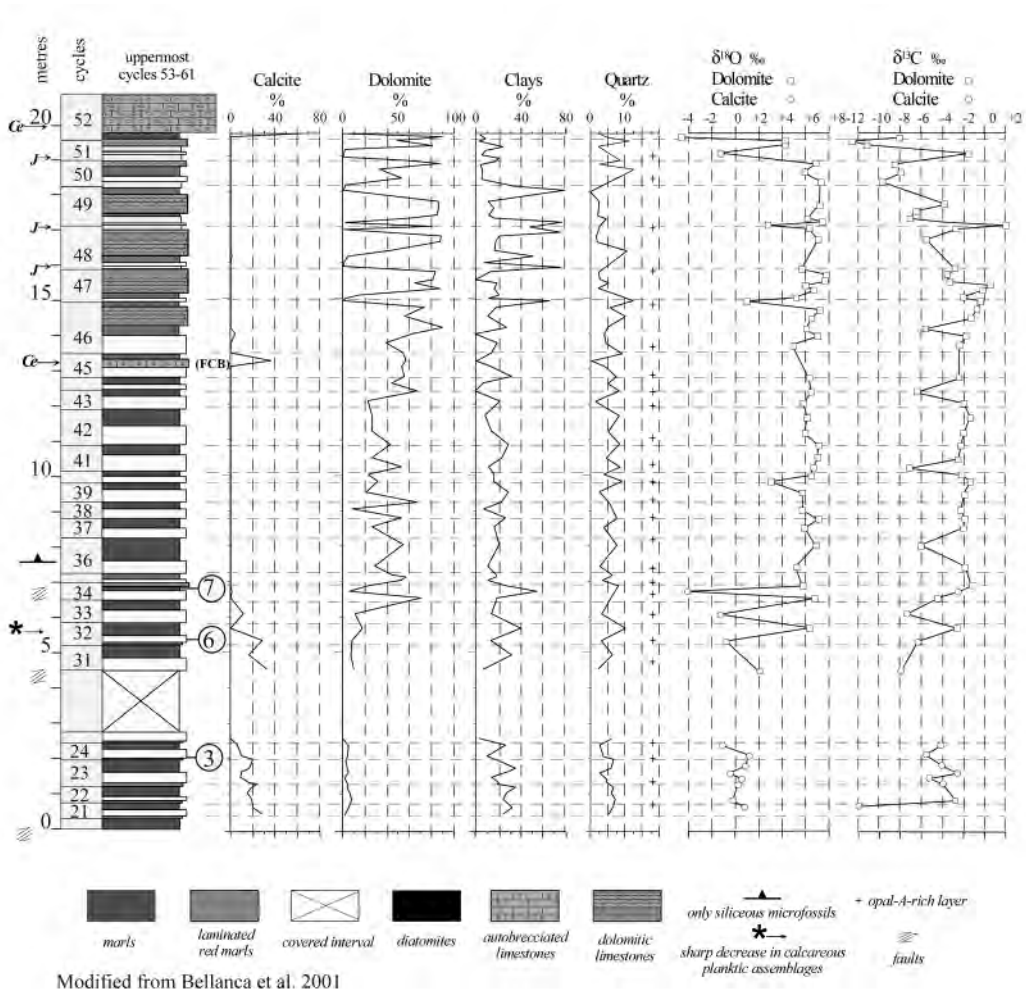 metres
cycles
uppermost
cycles 53-61
Calcite
%
Dolomite
%
Clays
%
Quartz
%
δ¹⁸O ‰
Dolomite
Calcite
δ¹³C ‰
Dolomite
Calcite
0 20 40 60 80
0 50 100
0 40 80
0 10
-4 -2 0 +2 +4 +6 +8
-12 -10 -8 -6 -4 -2 0
20
15
10
5
0
Ge
J
J
J
Ge
52
51
50
49
48
47
46
45
(FCB)
43
42
41
39
38
37
36
34
33
32
31
24
23
22
21
7
6
3
*
marls
laminated
red marls
covered interval
diatomites
autobrecciated
limestones
dolomitic
limestones
only siliceous microfossils
*
sharp decrease in calcareous
planktic assemblages
+ opal-A-rich layer
faults
Modified from Bellanca et al. 2001